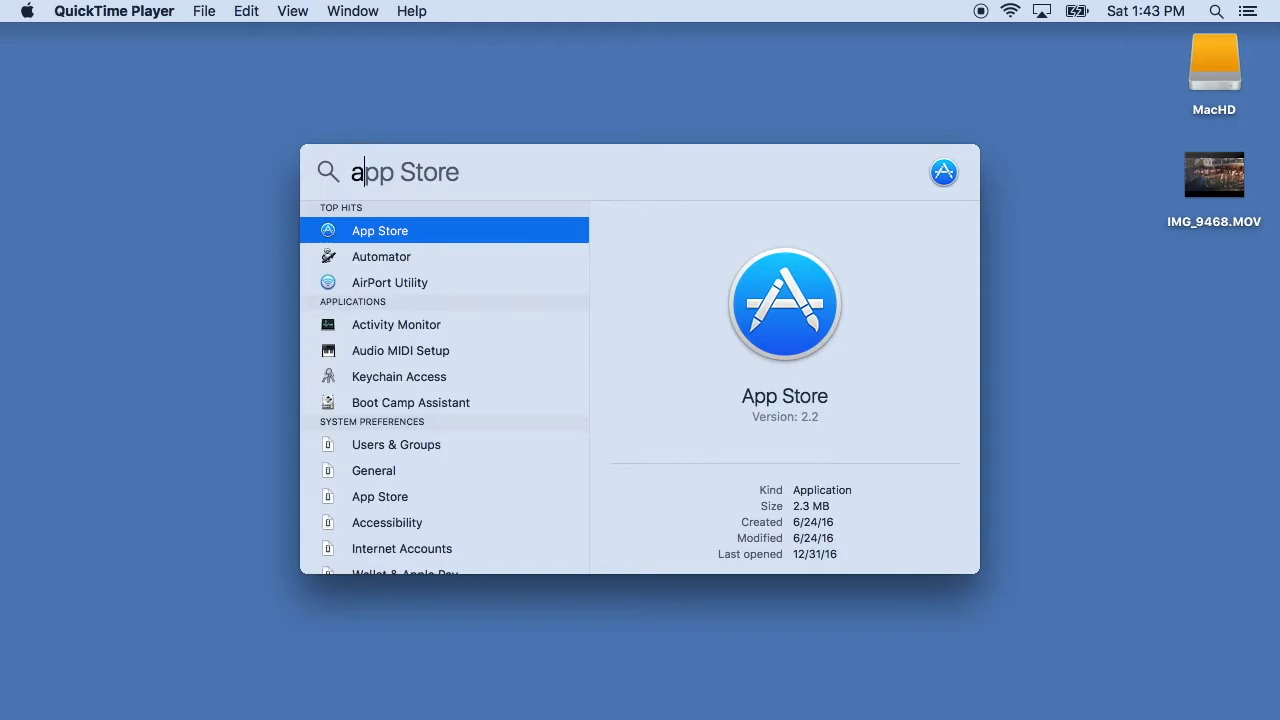 QuickTime Player File Edit View Window Help Sat 1:43 PM
MacHD
IMG_9468.MOV
app Store
TOP HITS
App Store
Automator
AirPort Utility
APPLICATIONS
Activity Monitor
Audio MIDI Setup
Keychain Access
Boot Camp Assistant
SYSTEM PREFERENCES
Users & Groups
General
App Store
Accessibility
Internet Accounts
Wallet & Apple Pay
App Store
Version: 2.2
Kind Application
Size 2.3 MB
Created 6/24/16
Modified 6/24/16
Last opened 12/31/16